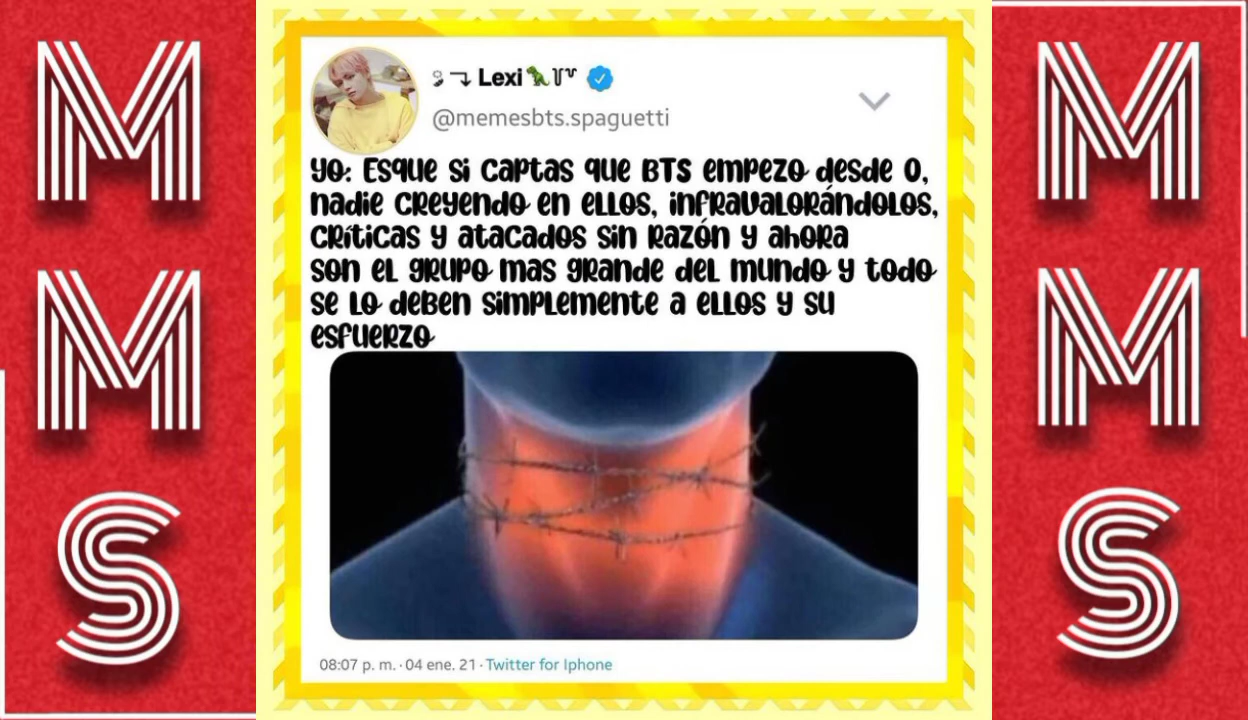 M
M
S
ꨄ ⤵ Lexi🦖
@memesbts.spaguetti
Yo: Esque si captas que BTS empezo desde 0,
nadie creyendo en ellos, infravalorándolos,
críticas y atacados sin razón y ahora
son el grupo mas grande del mundo y todo
se lo deben simplemente a ellos y su
esfuerzo
08:07 p. m. · 04 ene. 21 · Twitter for Iphone
M
M
S